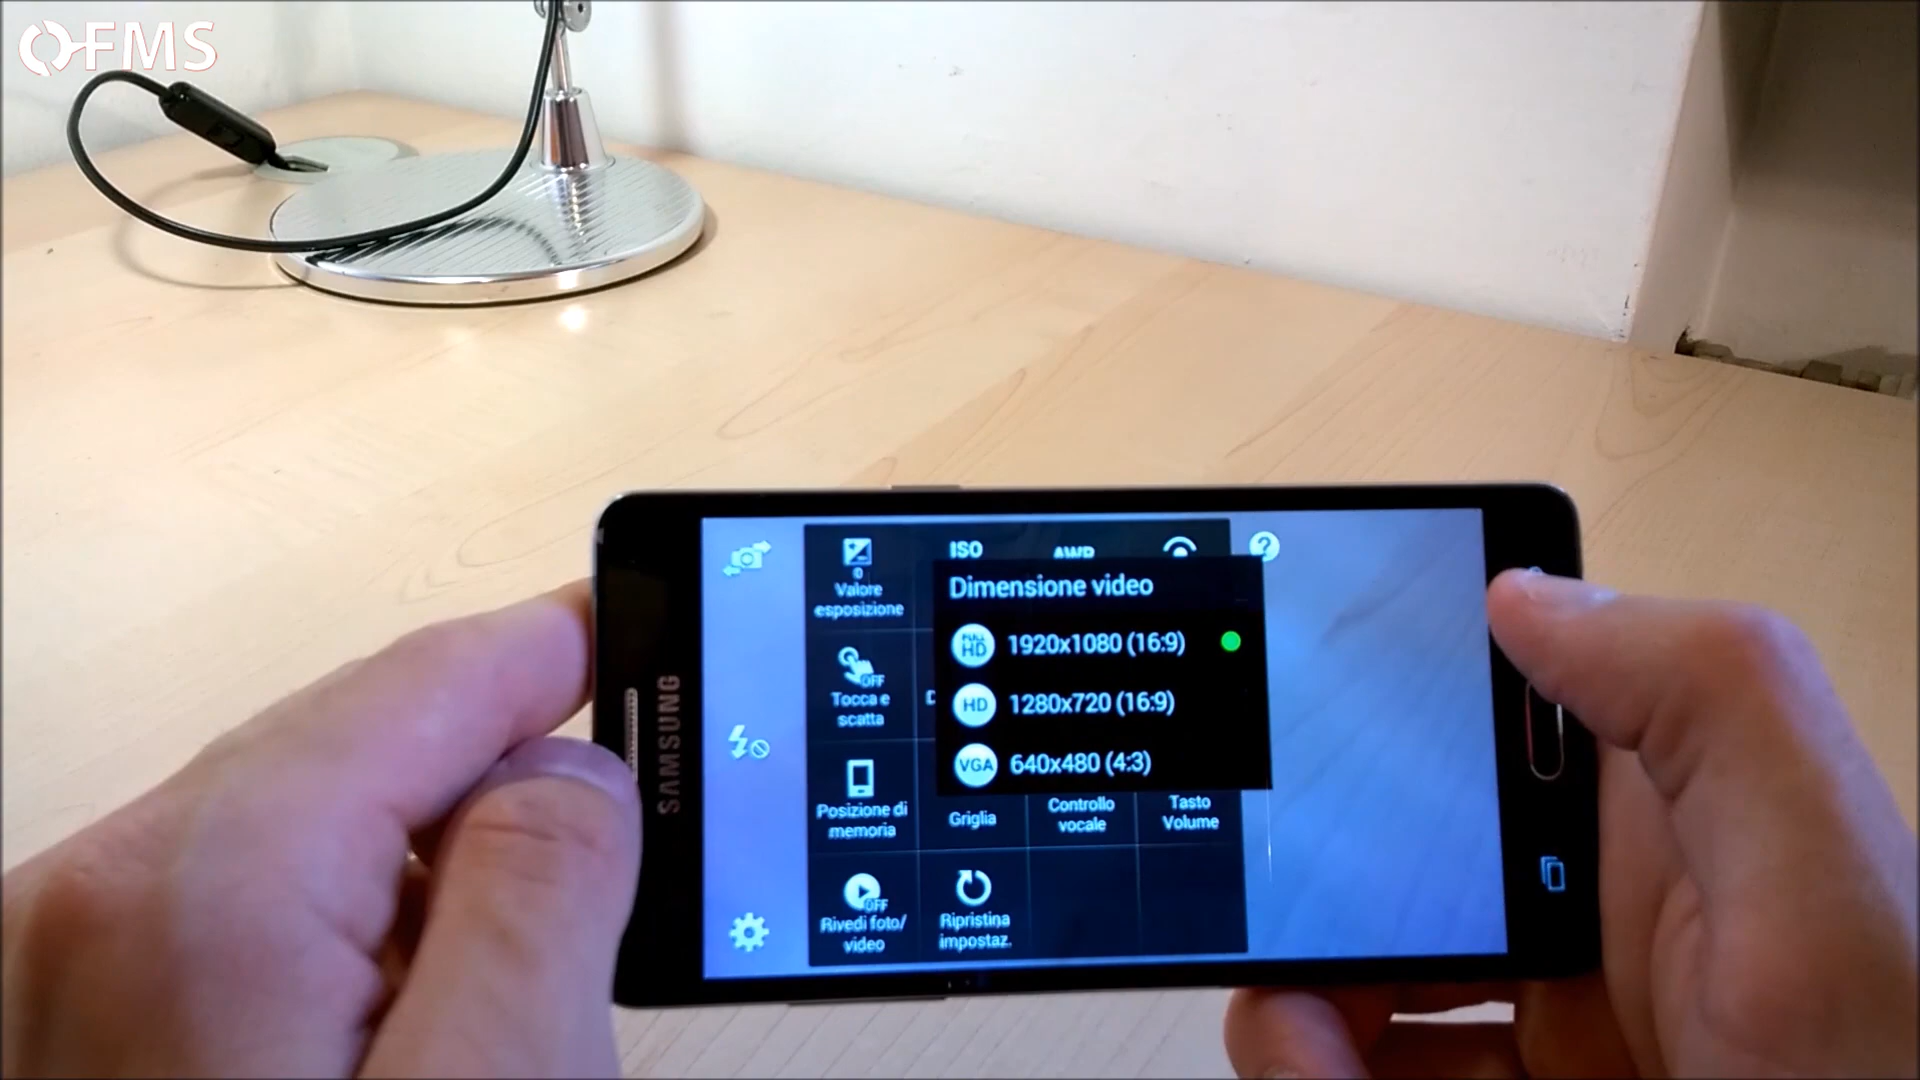 FMS
SAMSUNG
0
Valore
esposizione
ISO
Dimensione video
FULL
HD
1920x1080 (16:9)
HD
1280x720 (16:9)
VGA
640x480 (4:3)
OFF
Tocca e
scatta
Posizione di
memoria
Griglia
Controllo
vocale
Tasto
Volume
OFF
Rivedi foto/
video
Ripristina
impostaz.
?